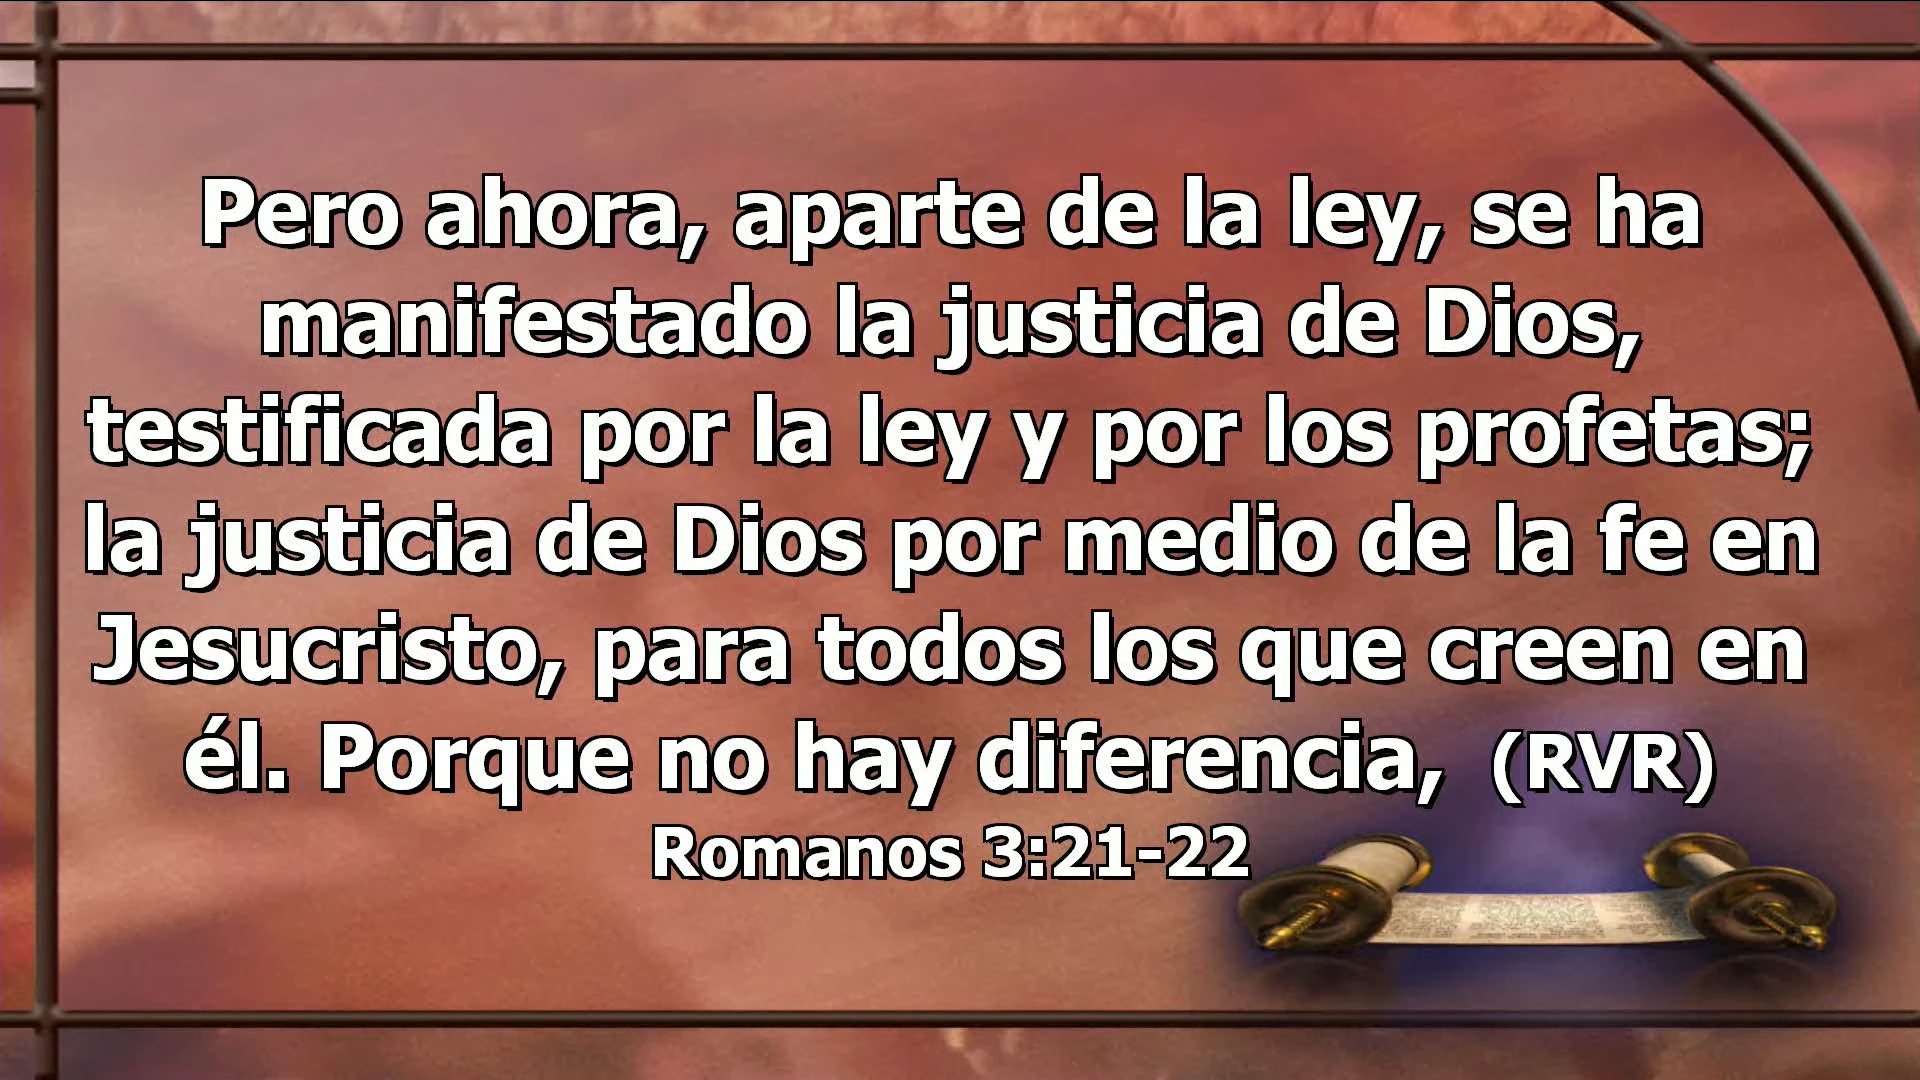 Pero ahora, aparte de la ley, se ha
manifestado la justicia de Dios,
testificada por la ley y por los profetas;
la justicia de Dios por medio de la fe en
Jesucristo, para todos los que creen en
él. Porque no hay diferencia, (RVR)
Romanos 3:21-22